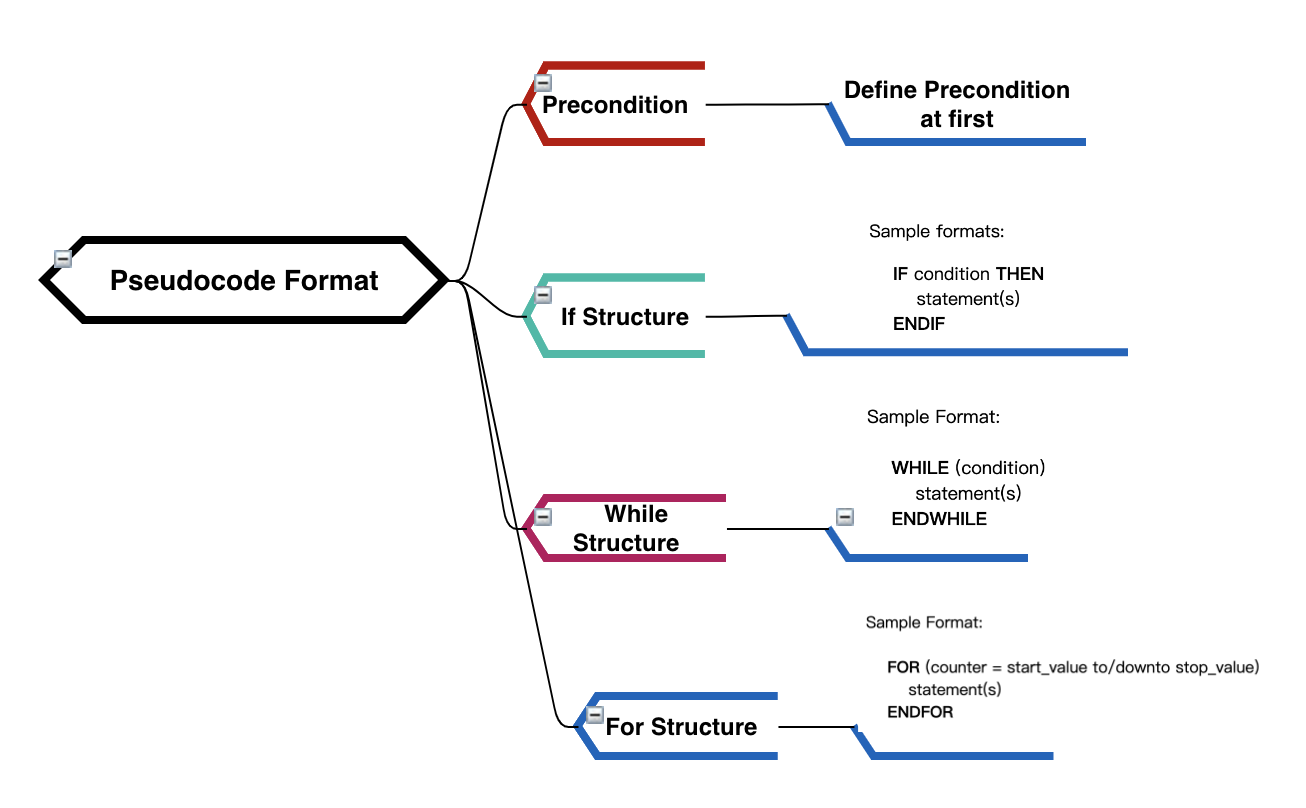 Pseudocode Format
Precondition
Define Precondition
at first
If Structure
Sample formats:
IF condition THEN
statement(s)
ENDIF
While
Structure
Sample Format:
WHILE (condition)
statement(s)
ENDWHILE
For Structure
Sample Format:
FOR (counter = start_value to/downto stop_value)
statement(s)
ENDFOR